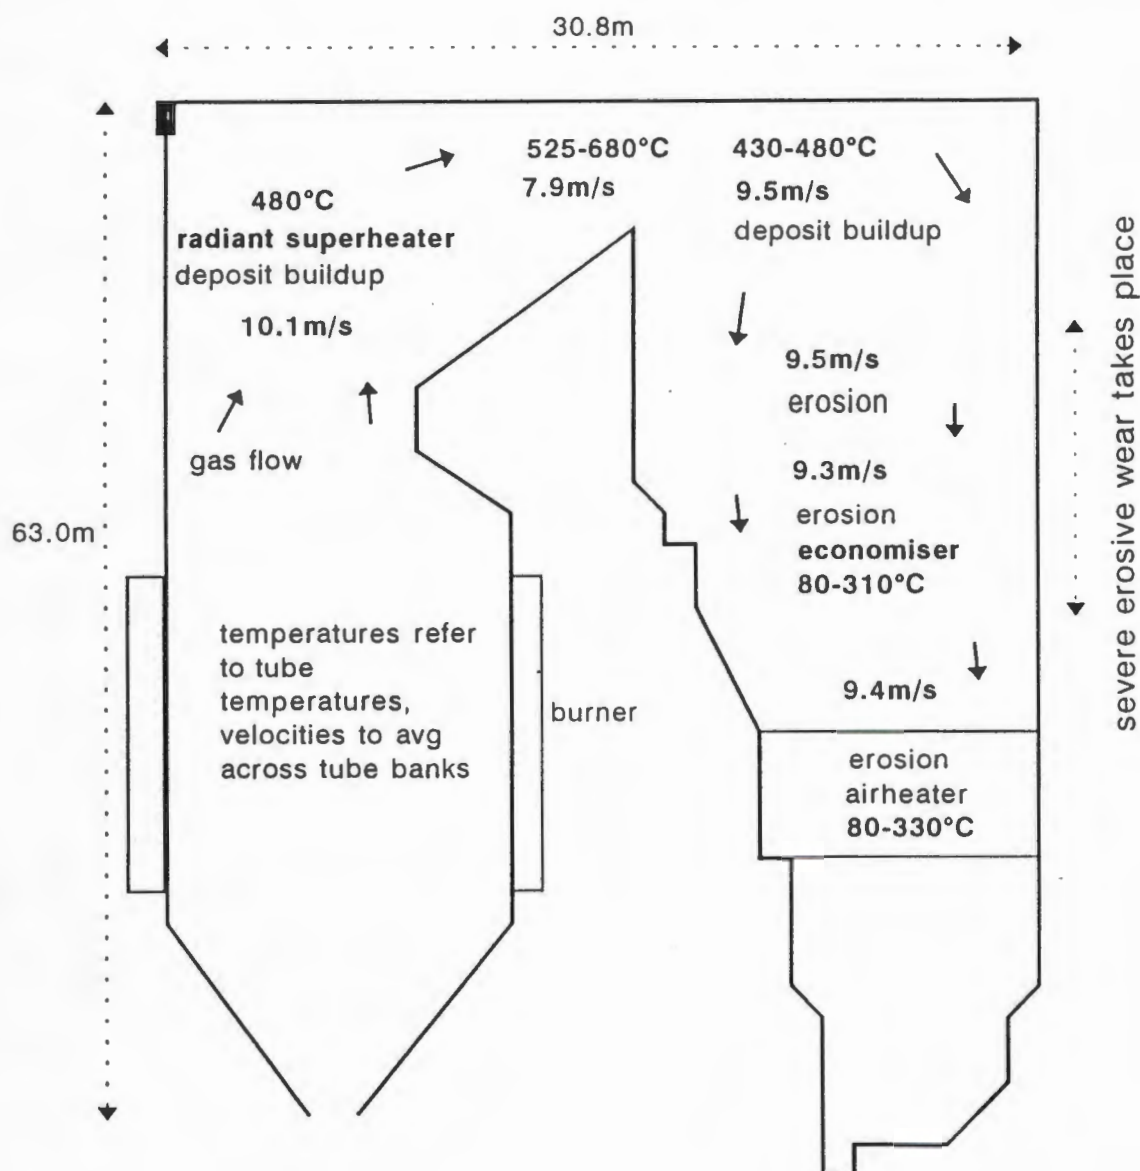 30.8m
525-680°C
7.9m/s
430-480°C
9.5m/s
deposit buildup
480°C
radiant superheater
deposit buildup
10.1m/s
gas flow
9.5m/s
erosion
9.3m/s
erosion
economiser
80-310°C
severe erosive wear takes place
63.0m
temperatures refer
to tube
temperatures,
velocities to avg
across tube banks
burner
9.4m/s
erosion
airheater
80-330°C